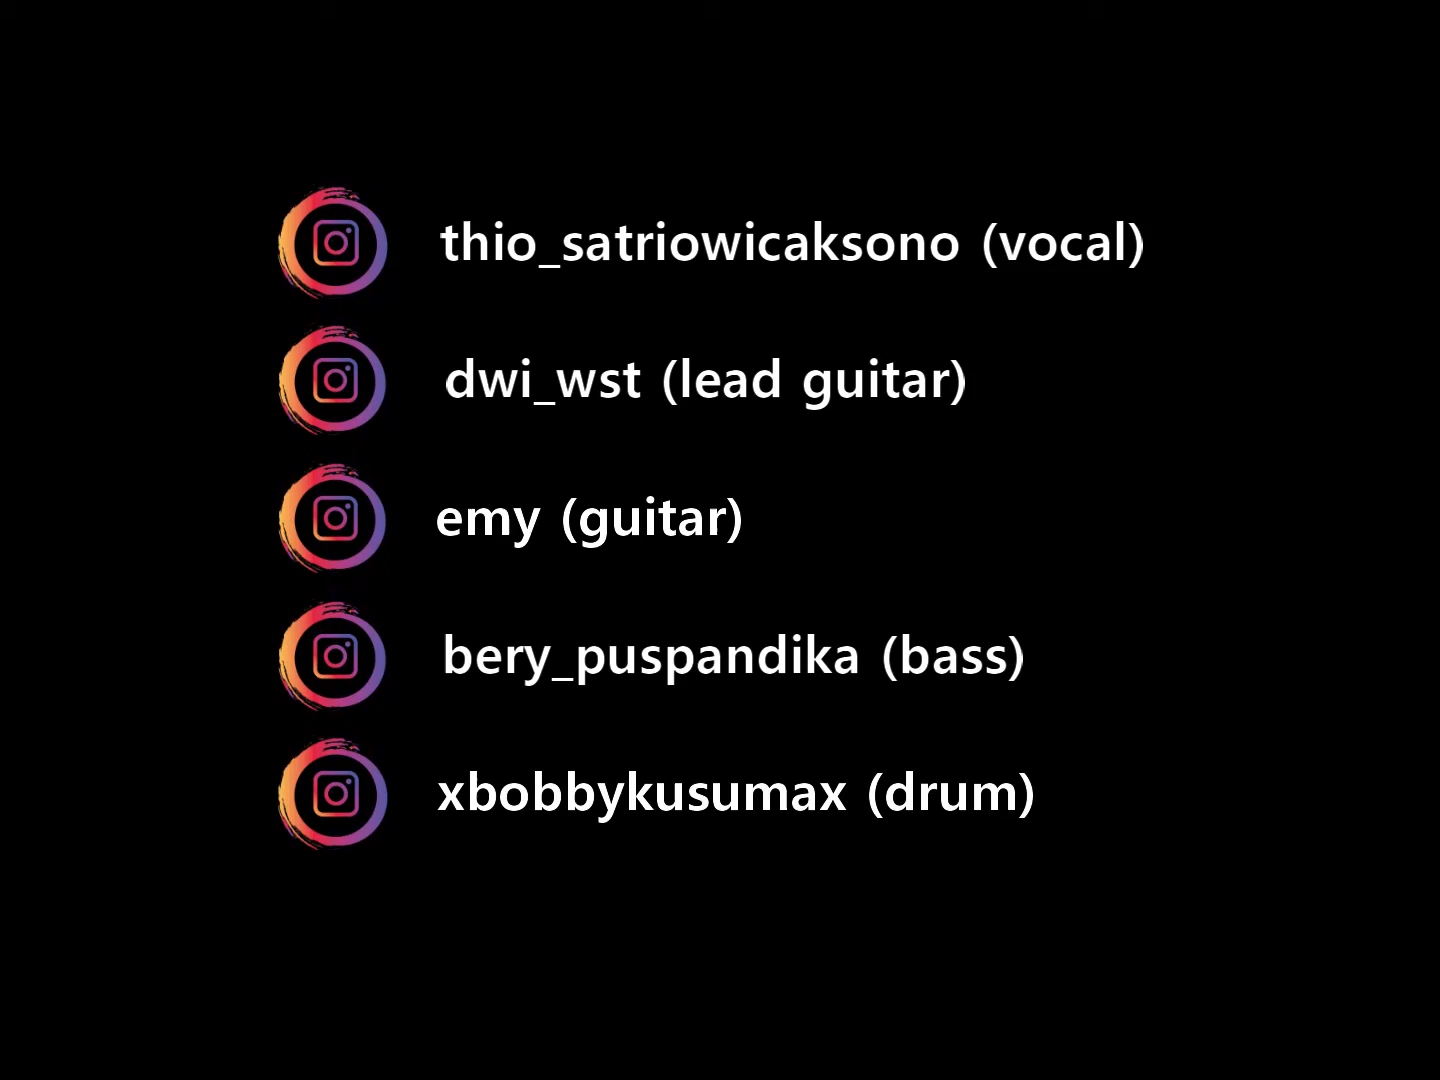 thio_satriowicaksono (vocal)
dwi_wst (lead guitar)
emy (guitar)
bery_puspandika (bass)
xbobbykusumax (drum)